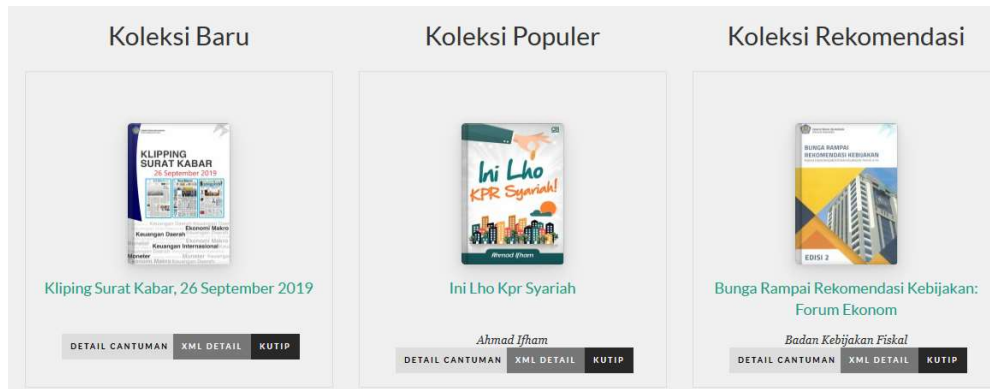 Koleksi Baru
Koleksi Populer
Koleksi Rekomendasi
KLIPPING
SURAT KABAR
26 September 2019
Ekonomi Makro
Keuangan Daerah
Keuangan Internasional
Moneter
Kliping Surat Kabar, 26 September 2019
DETAIL CANTUMAN XML DETAIL KUTIP
Ini Lho
KPR Syariah!
Ahmad Ifham
Ini Lho Kpr Syariah
Ahmad Ifham
DETAIL CANTUMAN XML DETAIL KUTIP
BUNGA RAMPAI
REKOMENDASI KEBIJAKAN
EDISI 2
Bunga Rampai Rekomendasi Kebijakan:
Forum Ekonom
Badan Kebijakan Fiskal
DETAIL CANTUMAN XML DETAIL KUTIP